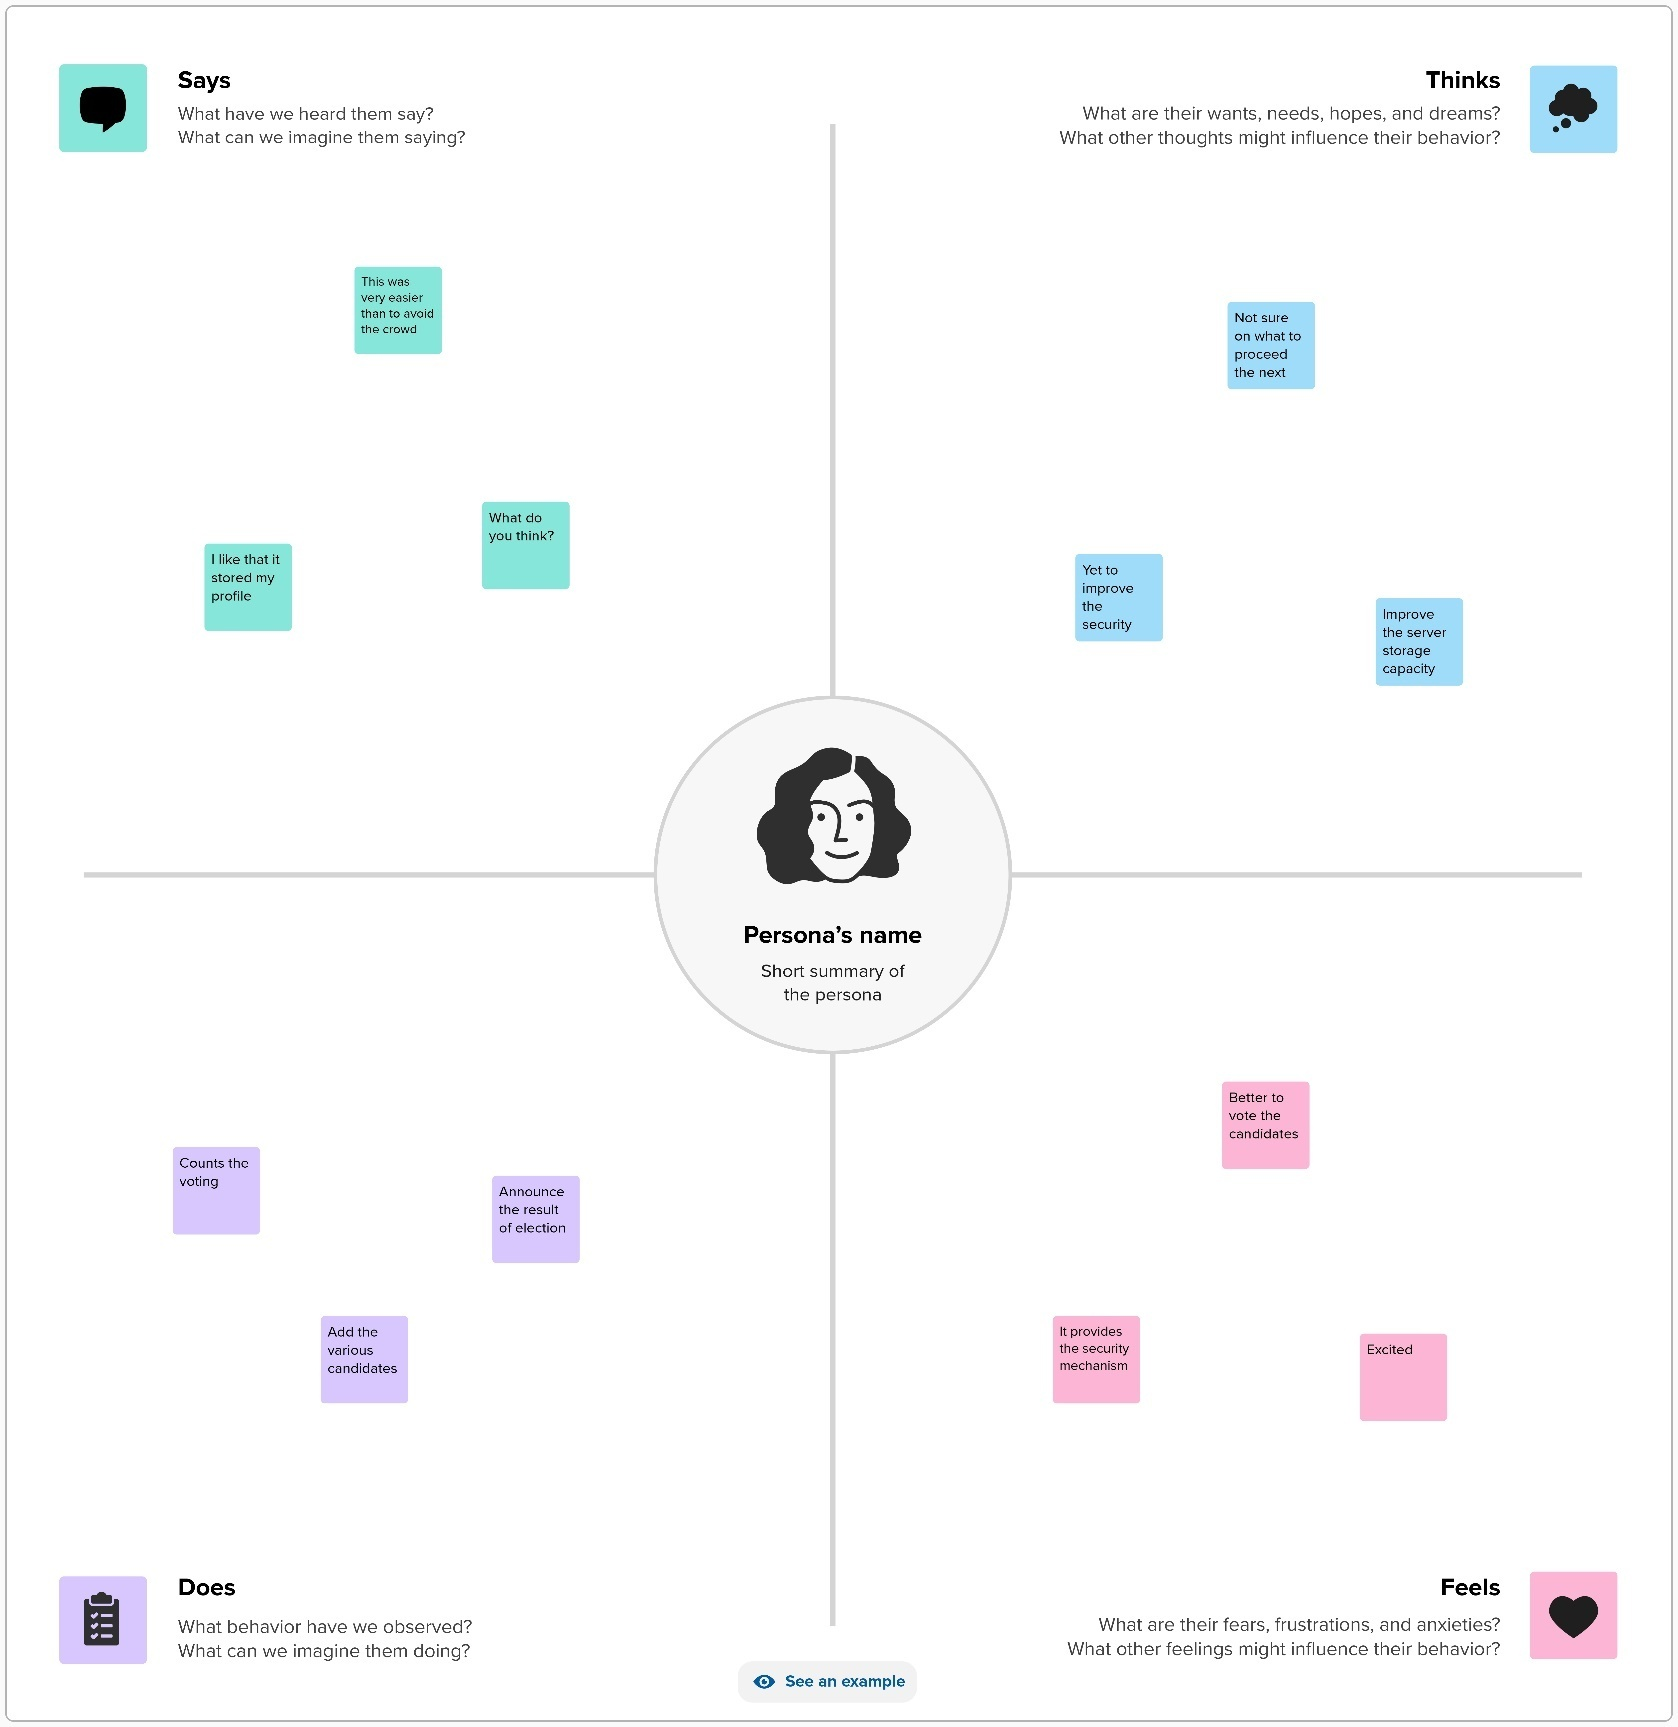 Says
What have we heard them say?
What can we imagine them saying?
Thinks
What are their wants, needs, hopes, and dreams?
What other thoughts might influence their behavior?
This was
very easier
than to avoid
the crowd
What do
you think?
I like that it
stored my
profile
Not sure
on what to
proceed
the next
Yet to
improve
the
security
Improve
the server
storage
capacity
Persona's name
Short summary of
the persona
Counts the
voting
Announce
the result
of election
Add the
various
candidates
Better to
vote the
candidates
It provides
the security
mechanism
Excited
Does
What behavior have we observed?
What can we imagine them doing?
Feels
What are their fears, frustrations, and anxieties?
What other feelings might influence their behavior?
See an example